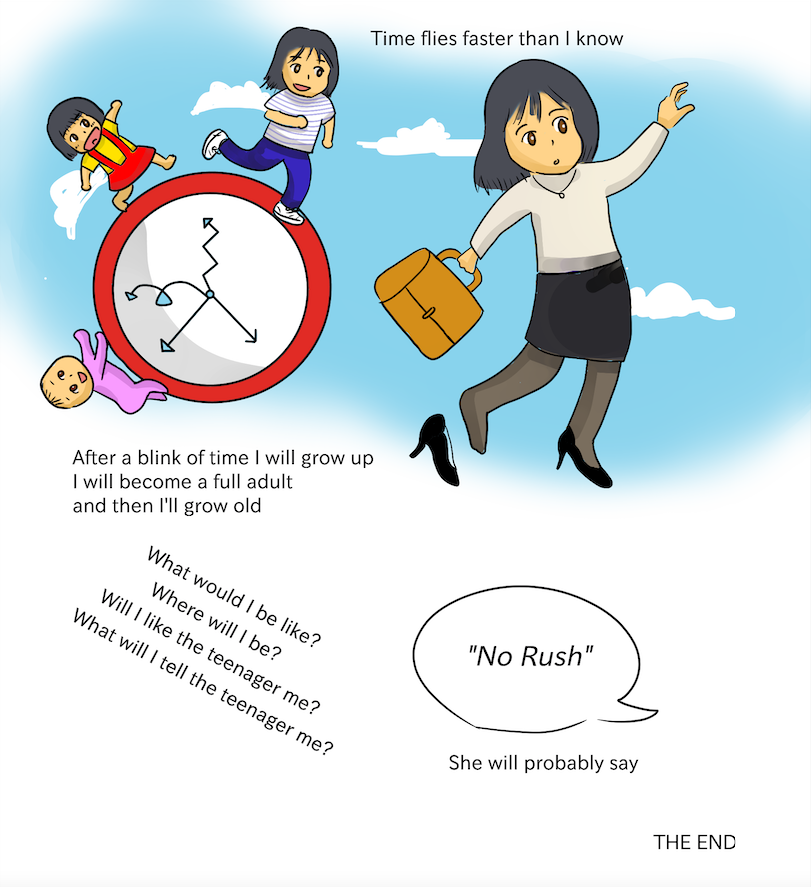 Time flies faster than I know
After a blink of time I will grow up
I will become a full adult
and then I'll grow old
What would I be like?
Where will I be?
Will I like the teenager me?
What will I tell the teenager me?
"No Rush"
She will probably say
THE END